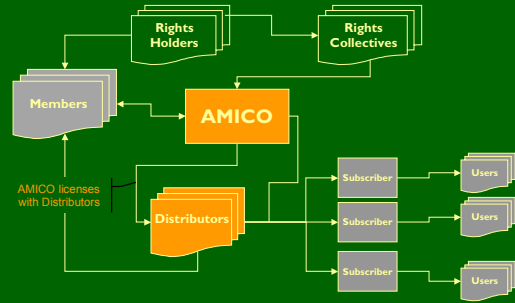 Rights
Holders
Rights
Collectives
Members
AMICO
AMICO licenses
with Distributors
Distributors
Subscriber
Users
Subscriber
Users
Subscriber
Users